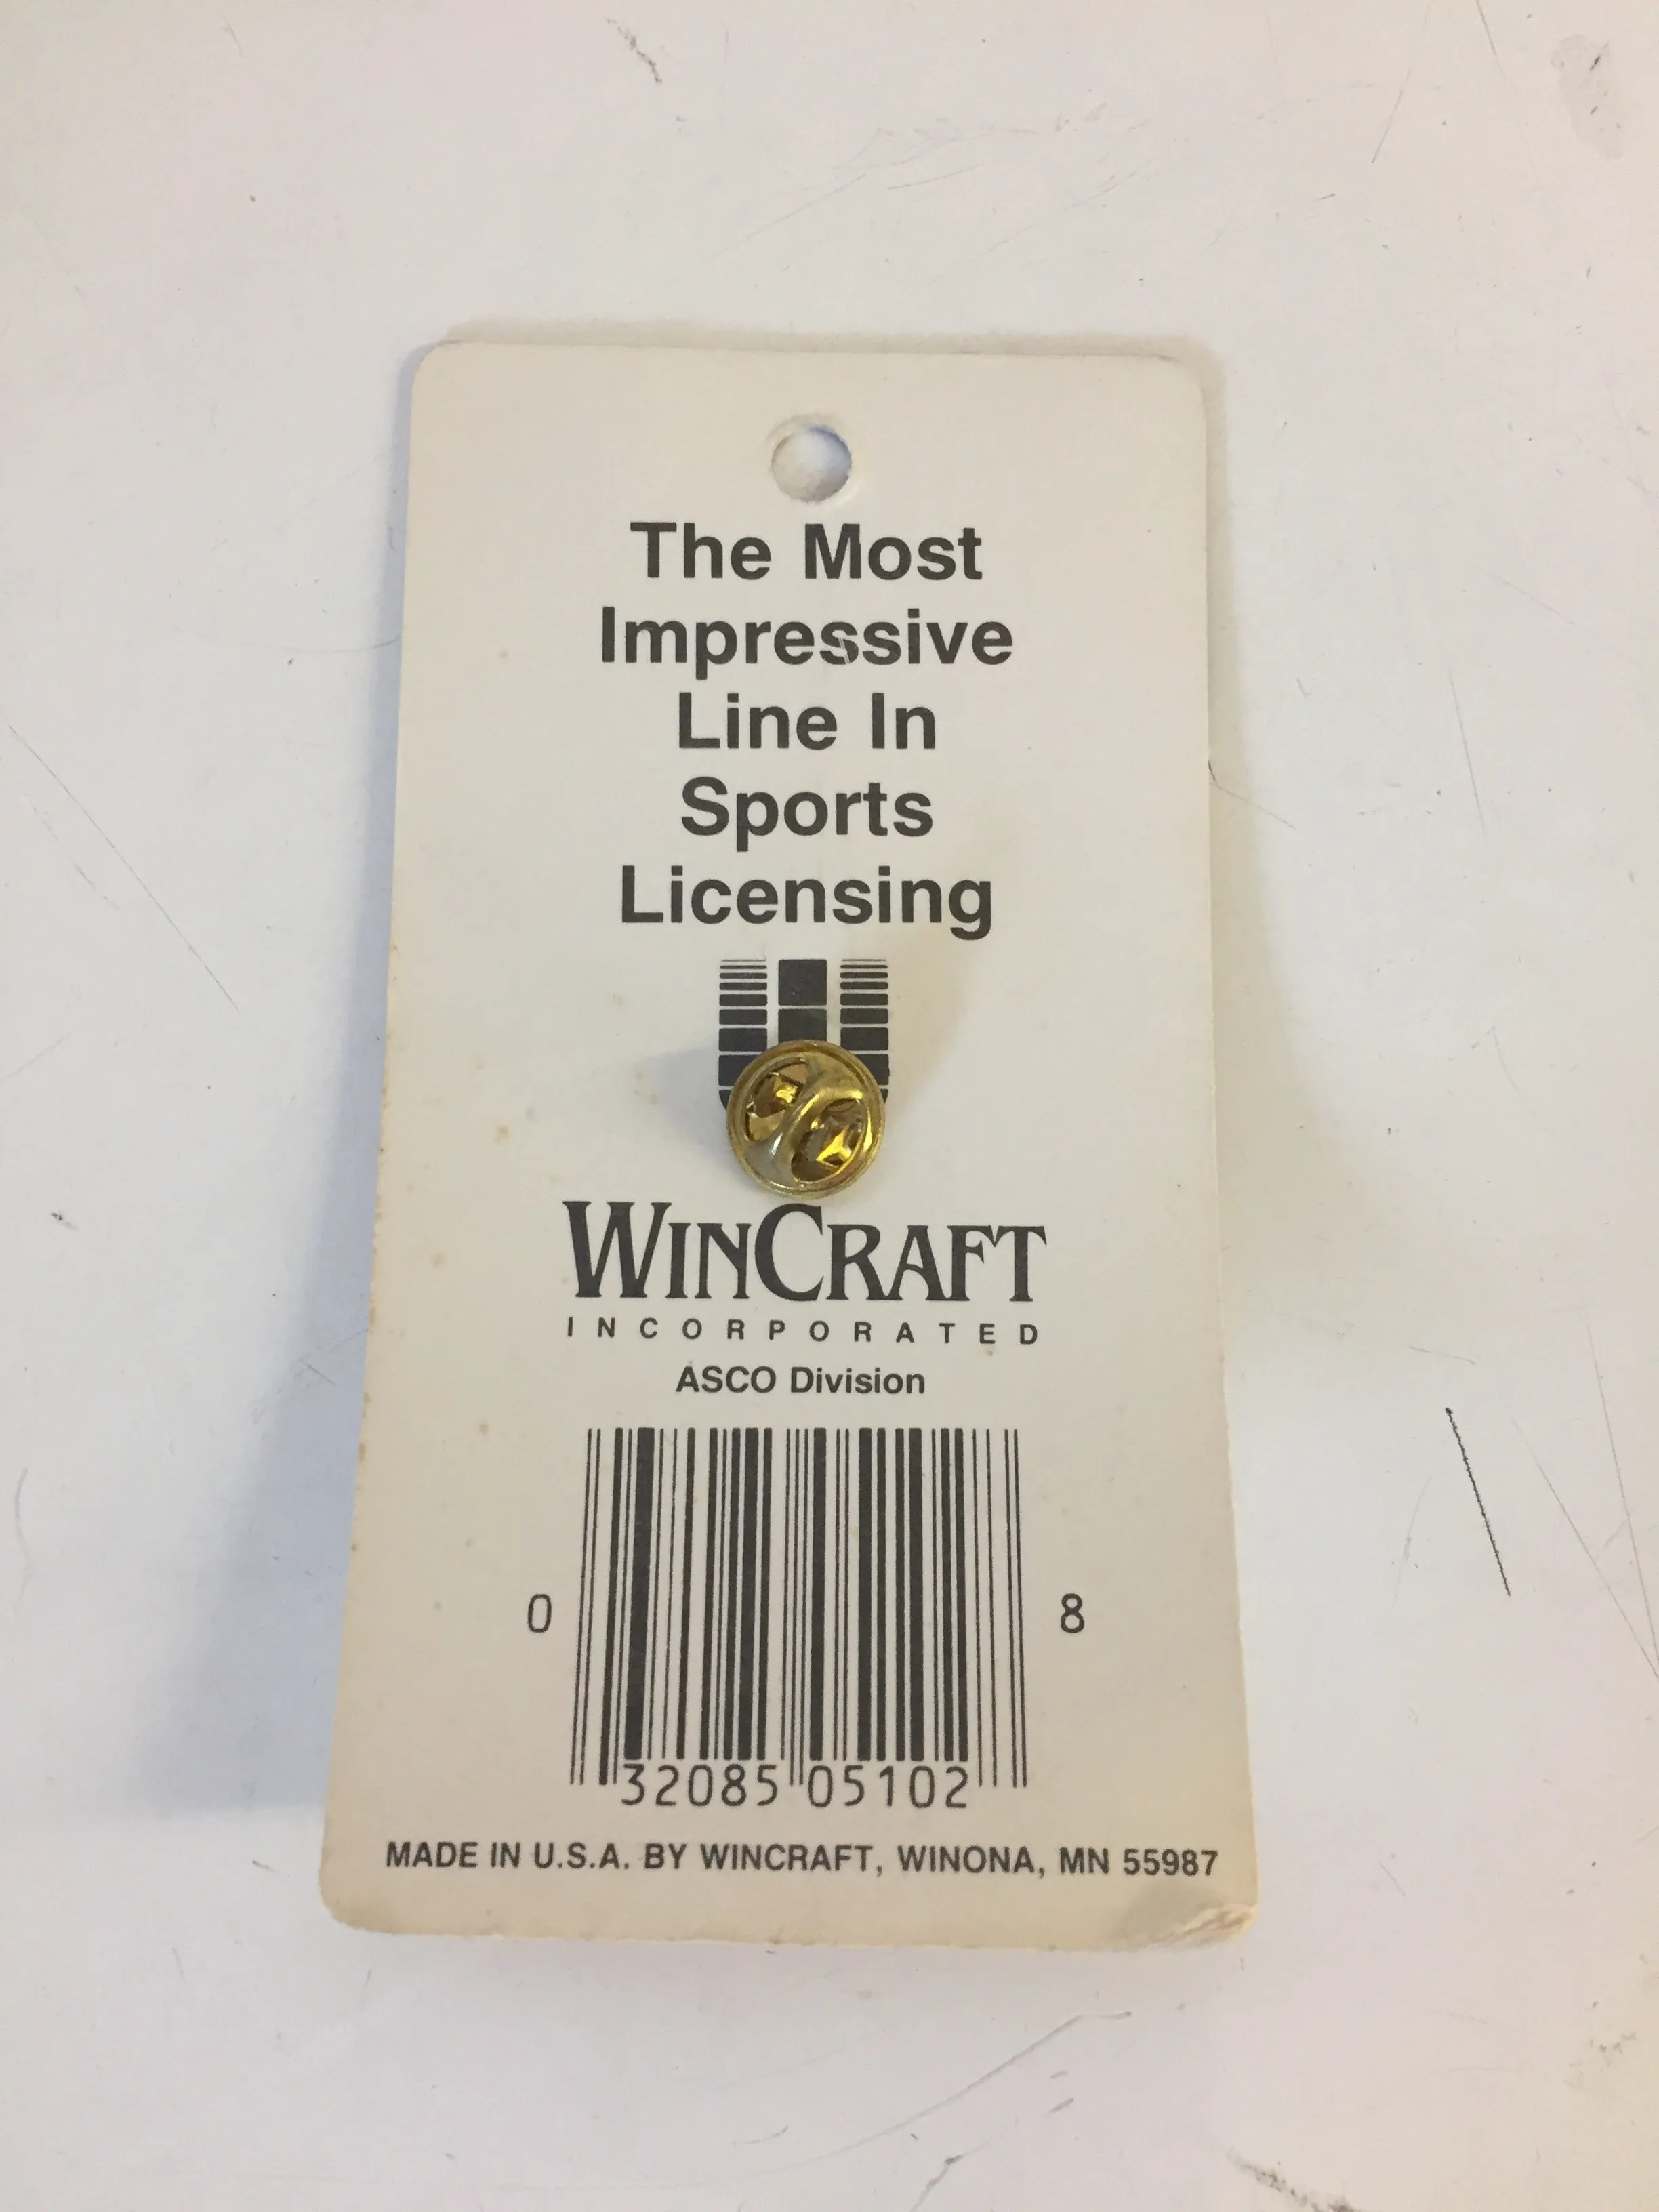 The Most
Impressive
Line In
Sports
Licensing
WINCRAFT
INCORPORATED
ASCO Division
0 8
32085 05102
MADE IN U.S.A. BY WINCRAFT, WINONA, MN 55987